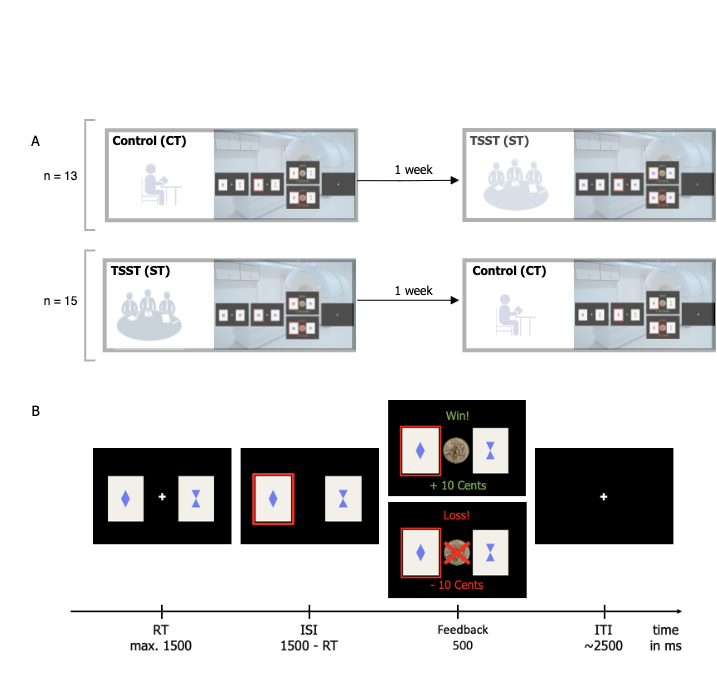 A
n = 13
Control (CT)
1 week
TSST (ST)
n = 15
TSST (ST)
1 week
Control (CT)
B
Win!
+ 10 Cents
Loss!
- 10 Cents
RT
max. 1500
ISI
1500 - RT
Feedback
500
ITI
~2500
time
in ms